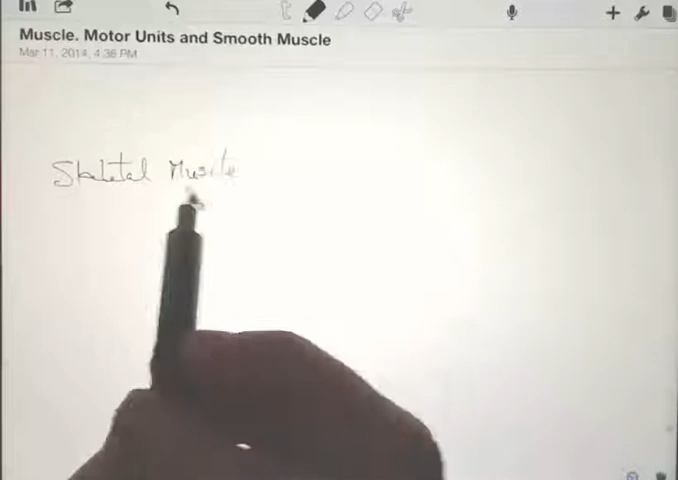 Muscle. Motor Units and Smooth Muscle
Mar 11, 2014, 4:36 PM
Skeletal Muscle